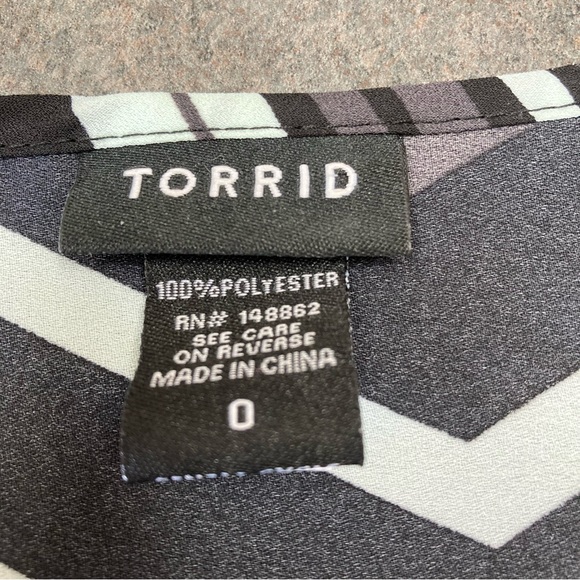 TORRID
100%POLYESTER
RN# 148862
SEE CARE
ON REVERSE
MADE IN CHINA
0